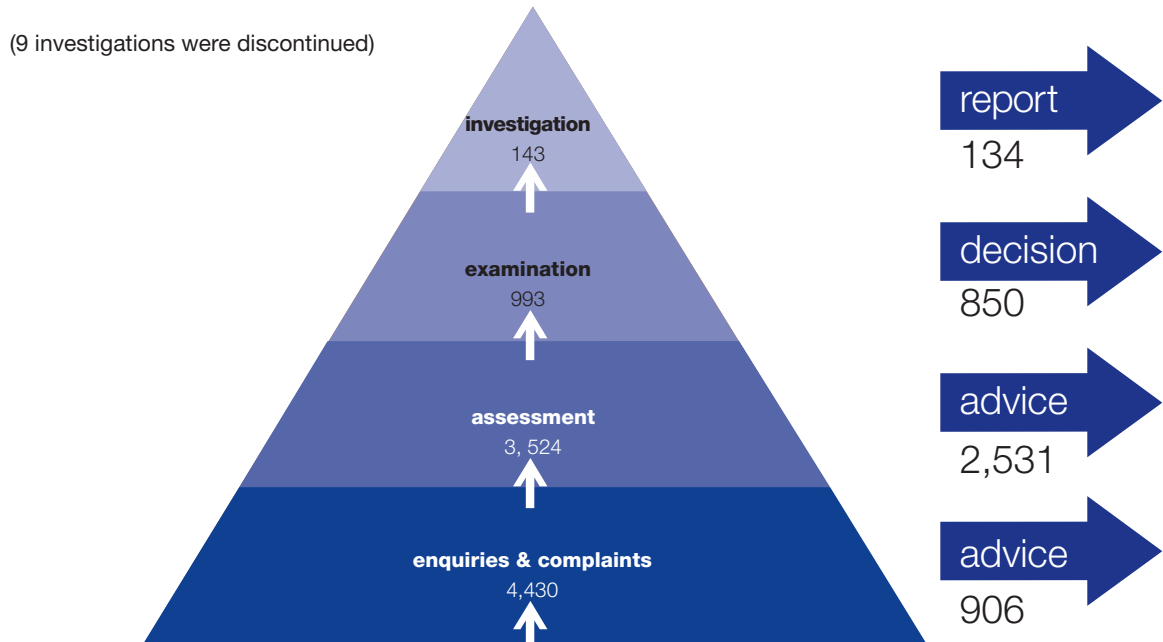 (9 investigations were discontinued)
investigation
143
report
134
examination
993
decision
850
assessment
3, 524
advice
2,531
enquiries & complaints
4,430
advice
906